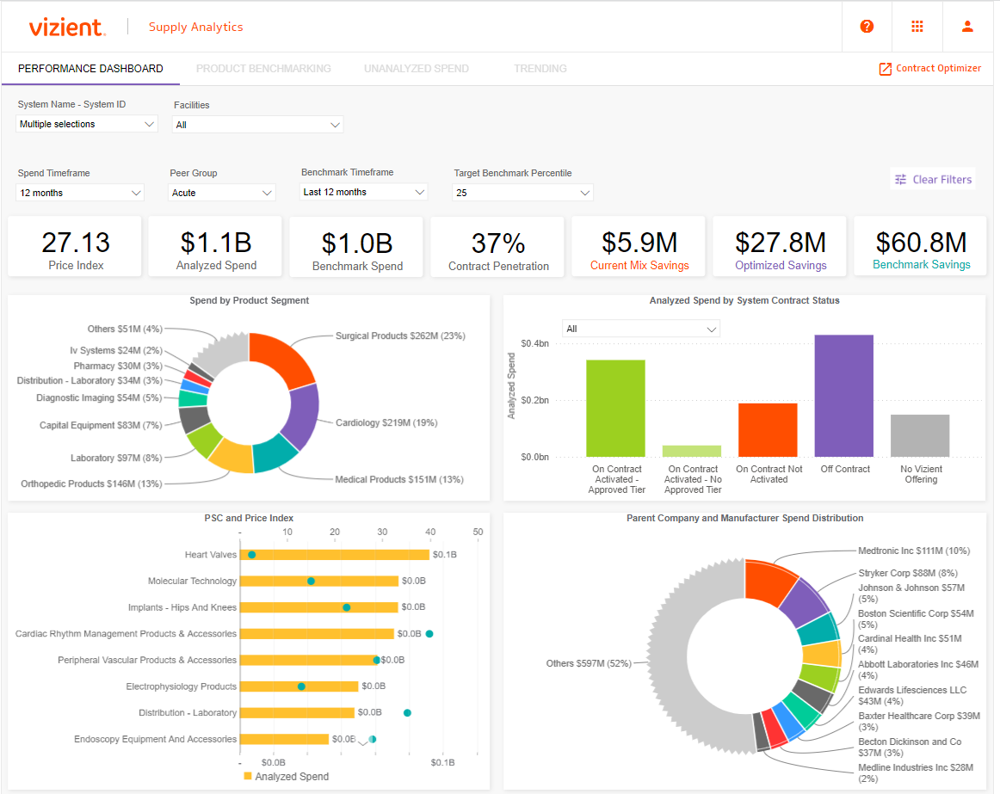 vizient
Supply Analytics
PERFORMANCE DASHBOARD
PRODUCT BENCHMARKING
UNANALYZED SPEND
TRENDING
Contract Optimizer
System Name - System ID
Multiple selections
Facilities
All
Spend Timeframe
12 months
Peer Group
Acute
Benchmark Timeframe
Last 12 months
Target Benchmark Percentile
25
Clear Filters
27.13
Price Index
$1.1B
Analyzed Spend
$1.0B
Benchmark Spend
37%
Contract Penetration
$5.9M
Current Mix Savings
$27.8M
Optimized Savings
$60.8M
Benchmark Savings
Spend by Product Segment
Others $51M (4%)
Iv Systems $24M (2%)
Pharmacy $30M (3%)
Distribution - Laboratory $34M (3%)
Diagnostic Imaging $54M (5%)
Capital Equipment $83M (7%)
Laboratory $97M (8%)
Orthopedic Products $146M (13%)
Surgical Products $262M (23%)
Cardiology $219M (19%)
Medical Products $151M (13%)
Analyzed Spend by System Contract Status
All
Analyzed Spend
$0.4bn
$0.2bn
$0.0bn
On Contract
Activated -
Approved Tier
On Contract
Activated - No
Approved Tier
On Contract Not
Activated
Off Contract
No Vizient
Offering
PSC and Price Index
- 10 20 30 40 50
Heart Valves $0.1B
Molecular Technology $0.0B
Implants - Hips And Knees $0.0B
Cardiac Rhythm Management Products & Accessories $0.0B
Peripheral Vascular Products & Accessories $0.0B
Electrophysiology Products $0.0B
Distribution - Laboratory $0.0B
Endoscopy Equipment And Accessories $0.0B
- $0.0B $0.1B
Analyzed Spend
Parent Company and Manufacturer Spend Distribution
Others $597M (52%)
Medtronic Inc $111M (10%)
Stryker Corp $88M (8%)
Johnson & Johnson $57M
(5%)
Boston Scientific Corp $54M
(5%)
Cardinal Health Inc $51M
(4%)
Abbott Laboratories Inc $46M
(4%)
Edwards Lifesciences LLC
$43M (4%)
Baxter Healthcare Corp $39M
(3%)
Becton Dickinson and Co
$37M (3%)
Medline Industries Inc $28M
(2%)